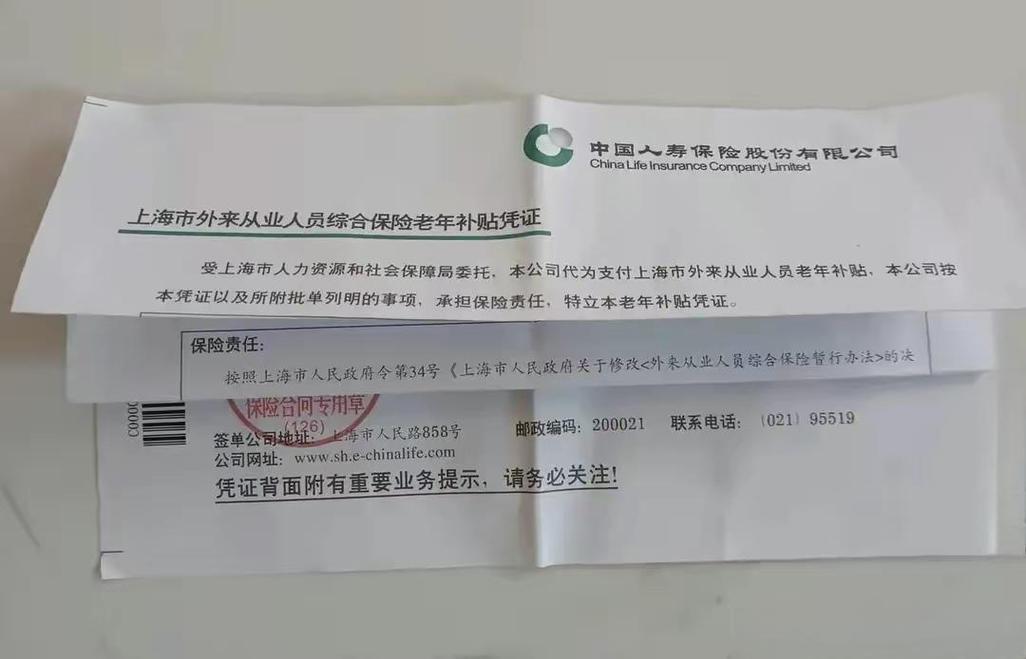 中国人寿保险股份有限公司
China Life Insurance Company Limited
上海市外来从业人员综合保险老年补贴凭证
受上海市人力资源和社会保障局委托，本公司代为支付上海市外来从业人员老年补贴，本公司按
本凭证以及所附批单列明的事项，承担保险责任，特立本老年补贴凭证。
保险责任：
按照上海市人民政府令第34号《上海市人民政府关于修改<外来从业人员综合保险暂行办法>的决
保险合同专用章
(126)
签单公司地址：上海市人民路858号 邮政编码：200021 联系电话：（021）95519
公司网址：www.sh.e-chinalife.com
凭证背面附有重要业务提示，请务必关注!